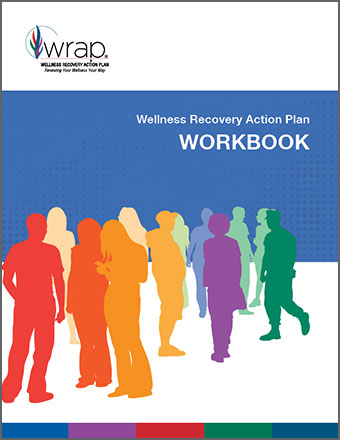 wrap®
WELLNESS RECOVERY ACTION PLAN
Renewing Your Wellness Your Way
Wellness Recovery Action Plan
WORKBOOK